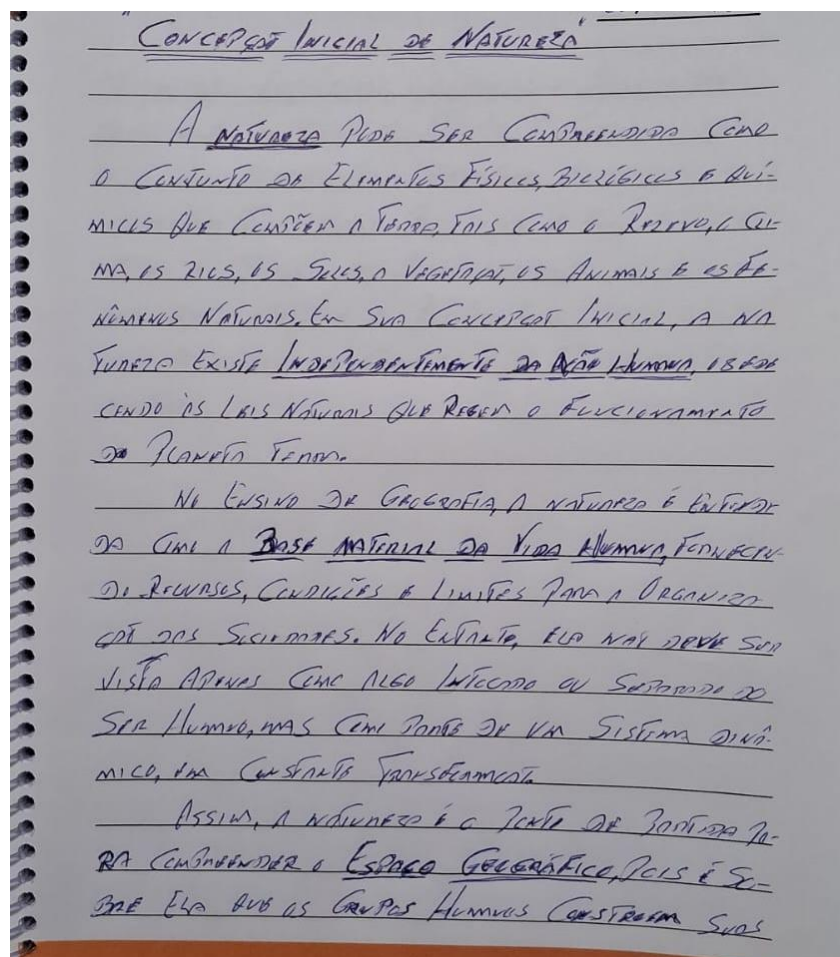 "Concepção Inicial de Natureza"
A natureza pode ser compreendida como
o conjunto de elementos físicos, biológicos e quí-
micos que compõem a Terra, tais como o relevo, o cli-
ma, os rios, os solos, a vegetação, os animais e os fe-
nômenos naturais. Em sua concepção inicial, a na
tureza existe independentemente da ação humana, obede
cendo às leis naturais que regem o funcionamento
do Planeta Terra.
No ensino de Geografia, a natureza é entendi
da como a base material da vida humana, fornecen-
do recursos, condições e limites para a organiza
ção das sociedades. No entanto, ela não deve ser
vista apenas como algo intocado ou separado do
ser humano, mas como parte de um sistema dinâ-
mico, em constante transformação.
Assim, a natureza é o ponto de partida pa-
ra compreender o espaço geográfico, pois é so-
bre ela que os grupos humanos constroem suas